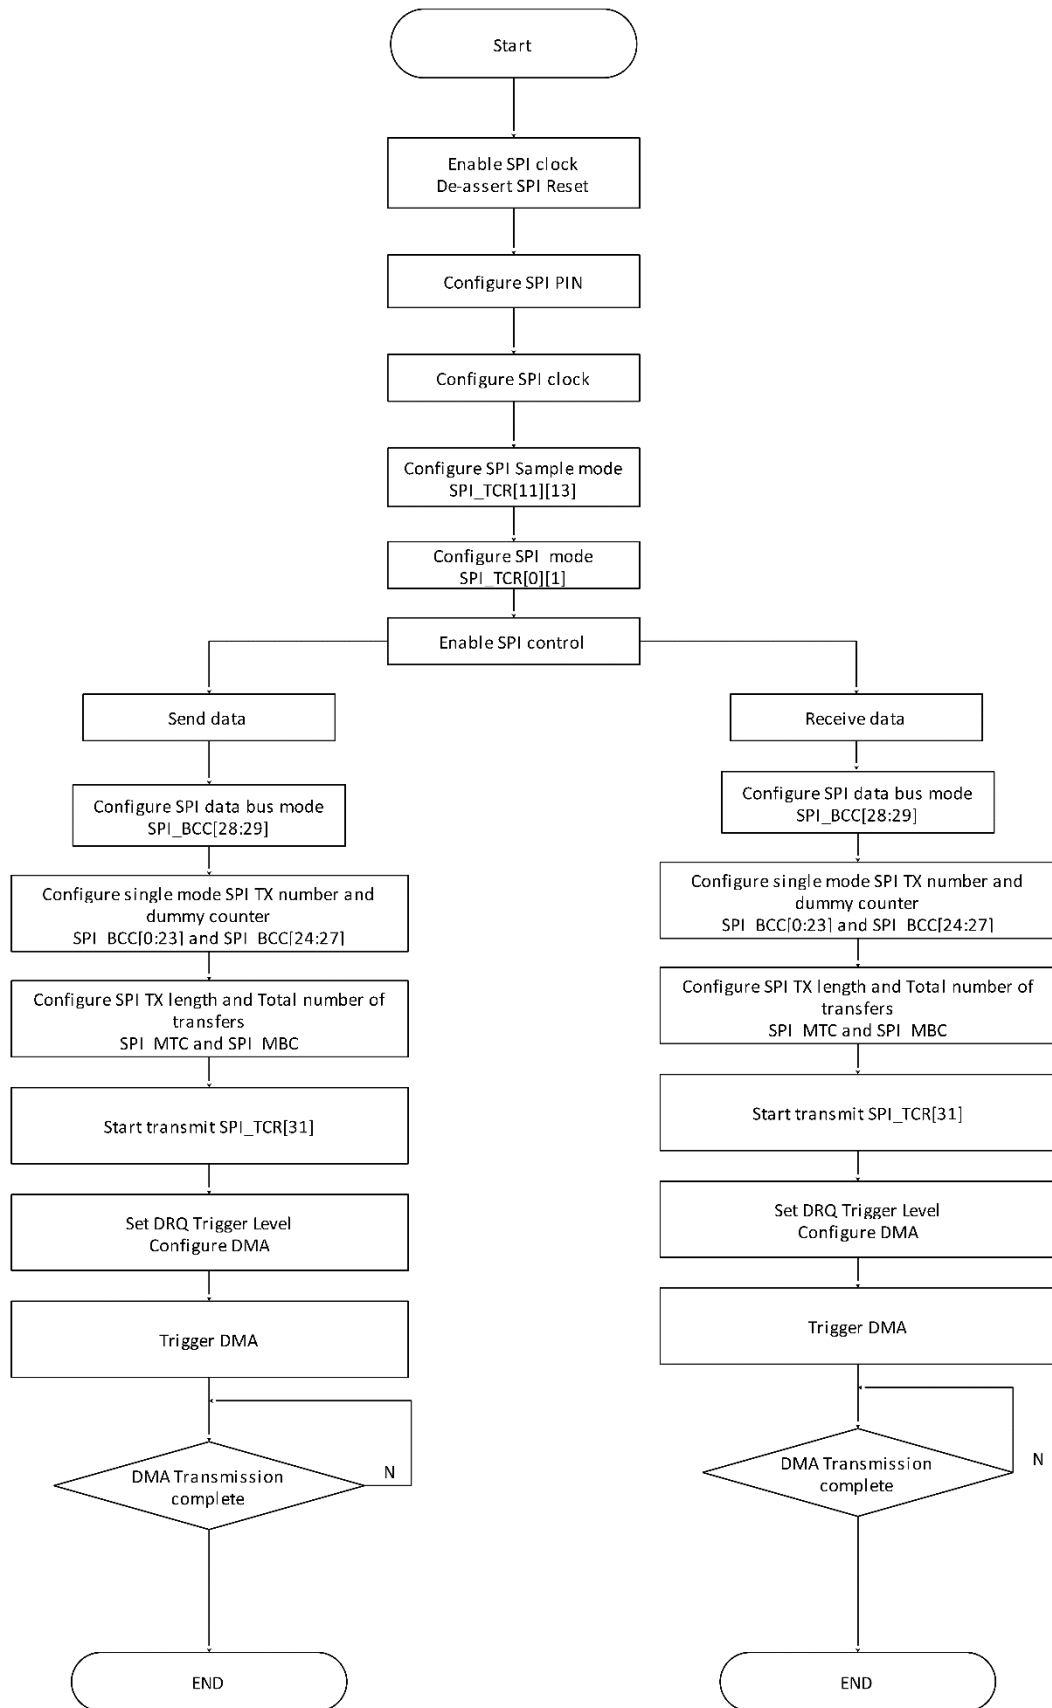 Start
Enable SPI clock
De-assert SPI Reset
Configure SPI PIN
Configure SPI clock
Configure SPI Sample mode
SPI_TCR[11][13]
Configure SPI mode
SPI_TCR[0][1]
Enable SPI control
Send data
Configure SPI data bus mode
SPI_BCC[28:29]
Configure single mode SPI TX number and
dummy counter
SPI_BCC[0:23] and SPI_BCC[24:27]
Configure SPI TX length and Total number of
transfers
SPI_MTC and SPI_MBC
Start transmit SPI_TCR[31]
Set DRQ Trigger Level
Configure DMA
Trigger DMA
DMA Transmission
complete
N
END
Receive data
Configure SPI data bus mode
SPI_BCC[28:29]
Configure single mode SPI TX number and
dummy counter
SPI_BCC[0:23] and SPI_BCC[24:27]
Configure SPI TX length and Total number of
transfers
SPI_MTC and SPI_MBC
Start transmit SPI_TCR[31]
Set DRQ Trigger Level
Configure DMA
Trigger DMA
DMA Transmission
complete
N
END